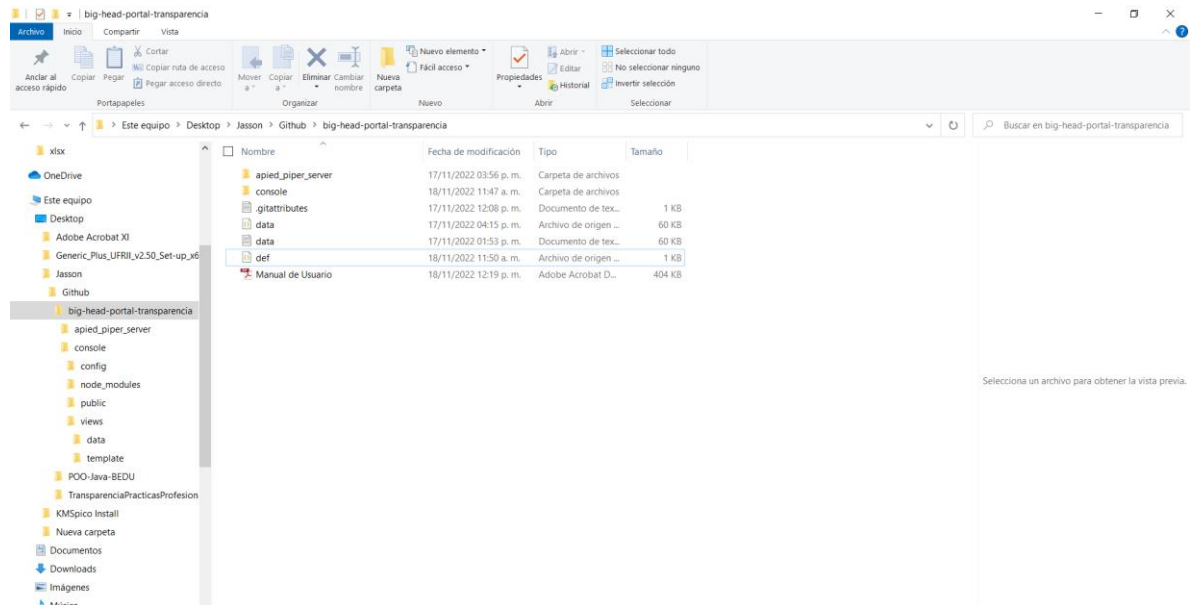 big-head-portal-transparencia
Archivo Inicio Compartir Vista
Anclar al acceso rápido
Copiar
Pegar
Cortar
Copiar ruta de acceso
Pegar acceso directo
Portapapeles
Mover a
Copiar a
Eliminar
Cambiar nombre
Organizar
Nueva carpeta
Nuevo elemento
Fácil acceso
Nuevo
Propiedades
Abrir
Editar
Historial
Abrir
Seleccionar todo
No seleccionar ninguno
Invertir selección
Seleccionar
> Este equipo > Desktop > Jasson > Github > big-head-portal-transparencia
Buscar en big-head-portal-transparencia
xlsx
OneDrive
Este equipo
Desktop
Adobe Acrobat XI
Generic_Plus_UFRII_v2.50_Set-up_x6
Jasson
Github
big-head-portal-transparencia
apied_piper_server
console
config
node_modules
public
views
data
template
POO-Java-BEDU
TransparenciaPracticasProfesion
KMSpico Install
Nueva carpeta
Documentos
Downloads
Imágenes
Nombre Fecha de modificación Tipo Tamaño
apied_piper_server 17/11/2022 03:56 p. m. Carpeta de archivos
console 18/11/2022 11:47 a. m. Carpeta de archivos
.gitattributes 17/11/2022 12:08 p. m. Documento de tex... 1 KB
data 17/11/2022 04:15 p. m. Archivo de origen ... 60 KB
data 17/11/2022 01:53 p. m. Documento de tex... 60 KB
def 18/11/2022 11:50 a. m. Archivo de origen ... 1 KB
Manual de Usuario 18/11/2022 12:19 p. m. Adobe Acrobat D... 404 KB
Selecciona un archivo para obtener la vista previa.